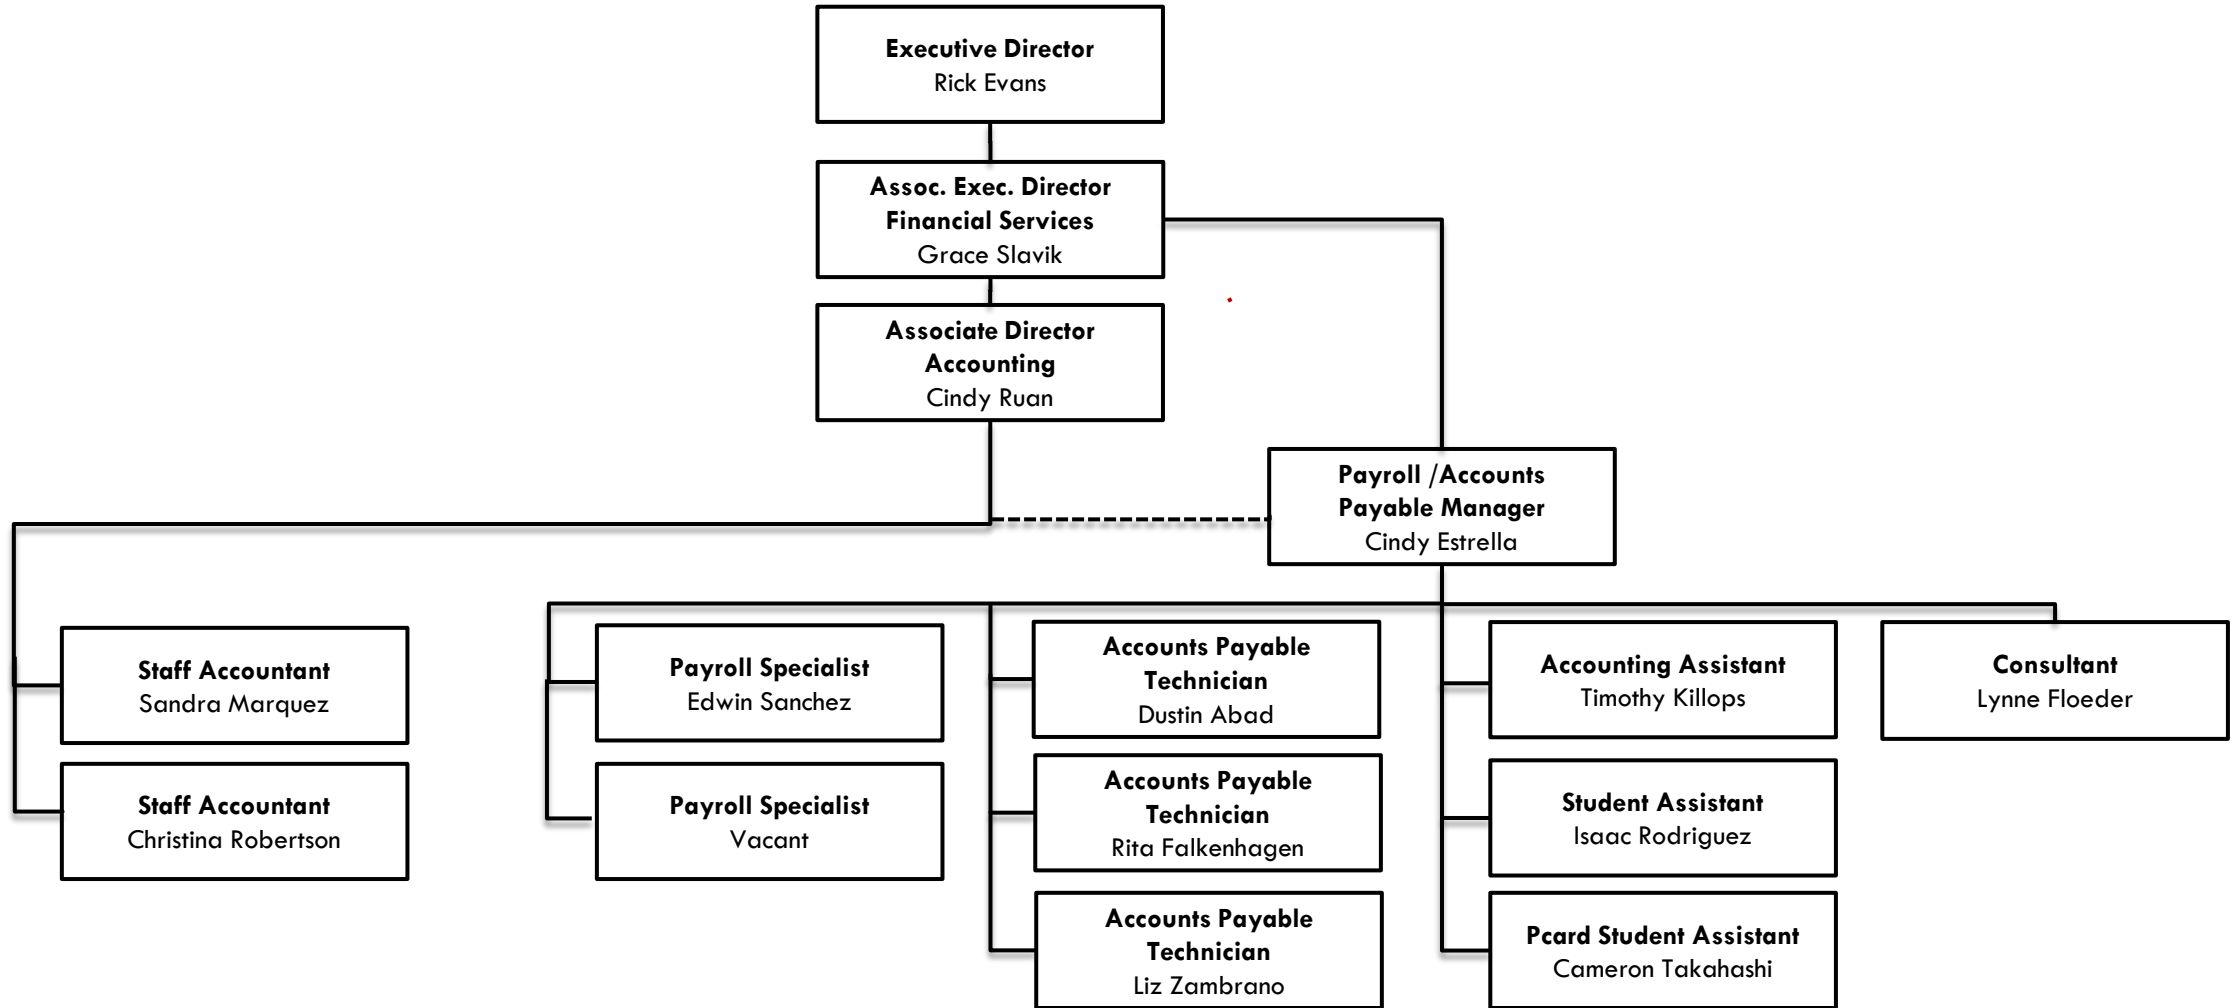 Executive Director
Rick Evans
Assoc. Exec. Director
Financial Services
Grace Slavik
Associate Director
Accounting
Cindy Ruan
Payroll /Accounts
Payable Manager
Cindy Estrella
Staff Accountant
Sandra Marquez
Staff Accountant
Christina Robertson
Payroll Specialist
Edwin Sanchez
Payroll Specialist
Vacant
Accounts Payable
Technician
Dustin Abad
Accounts Payable
Technician
Rita Falkenhagen
Accounts Payable
Technician
Liz Zambrano
Accounting Assistant
Timothy Killops
Student Assistant
Isaac Rodriguez
Pcard Student Assistant
Cameron Takahashi
Consultant
Lynne Floeder